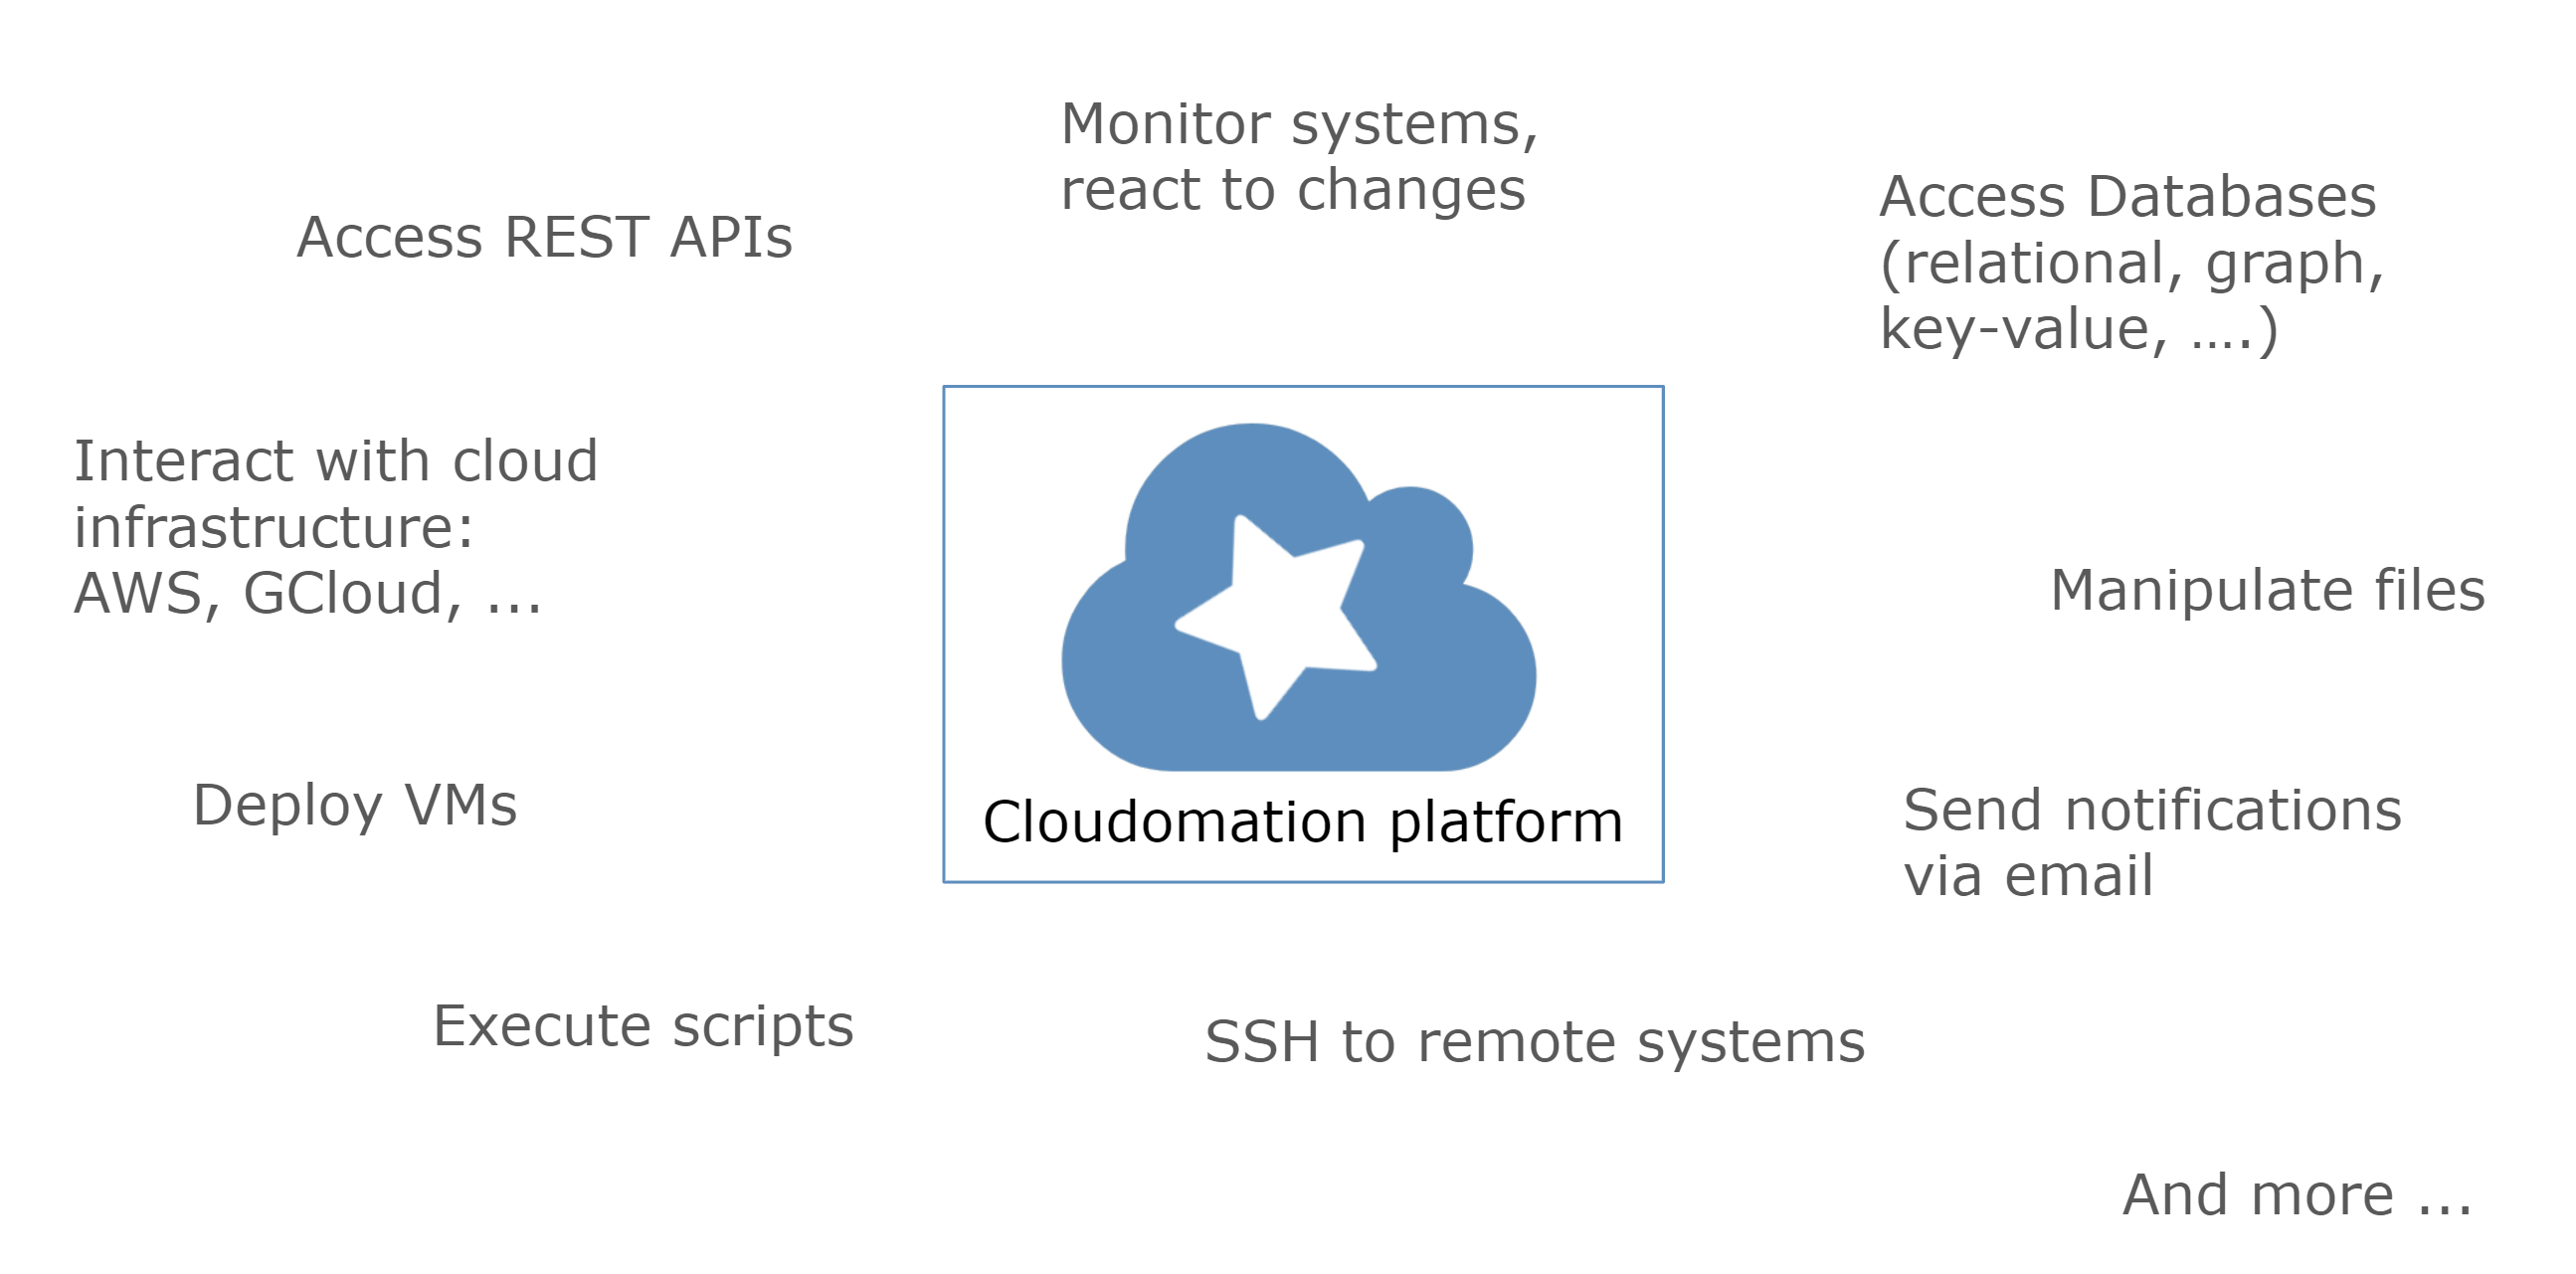 Monitor systems,
react to changes
Access REST APIs
Access Databases
(relational, graph,
key-value, ….)
Interact with cloud
infrastructure:
AWS, GCloud, …
Manipulate files
Deploy VMs
Cloudomation platform
Send notifications
via email
Execute scripts
SSH to remote systems
And more …